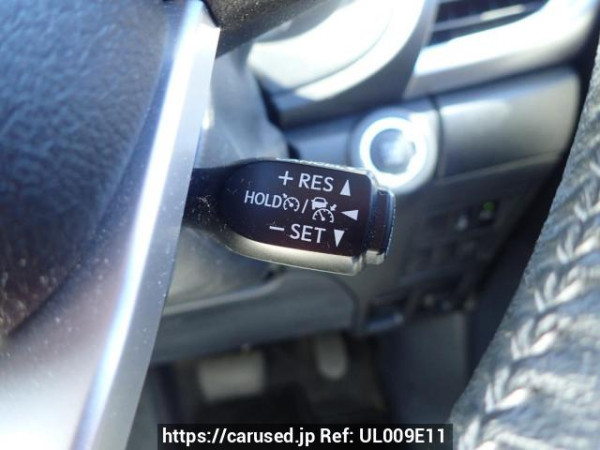 + RES ▲
HOLD / ◀
− SET ▼
https://carused.jp Ref: UL009E11